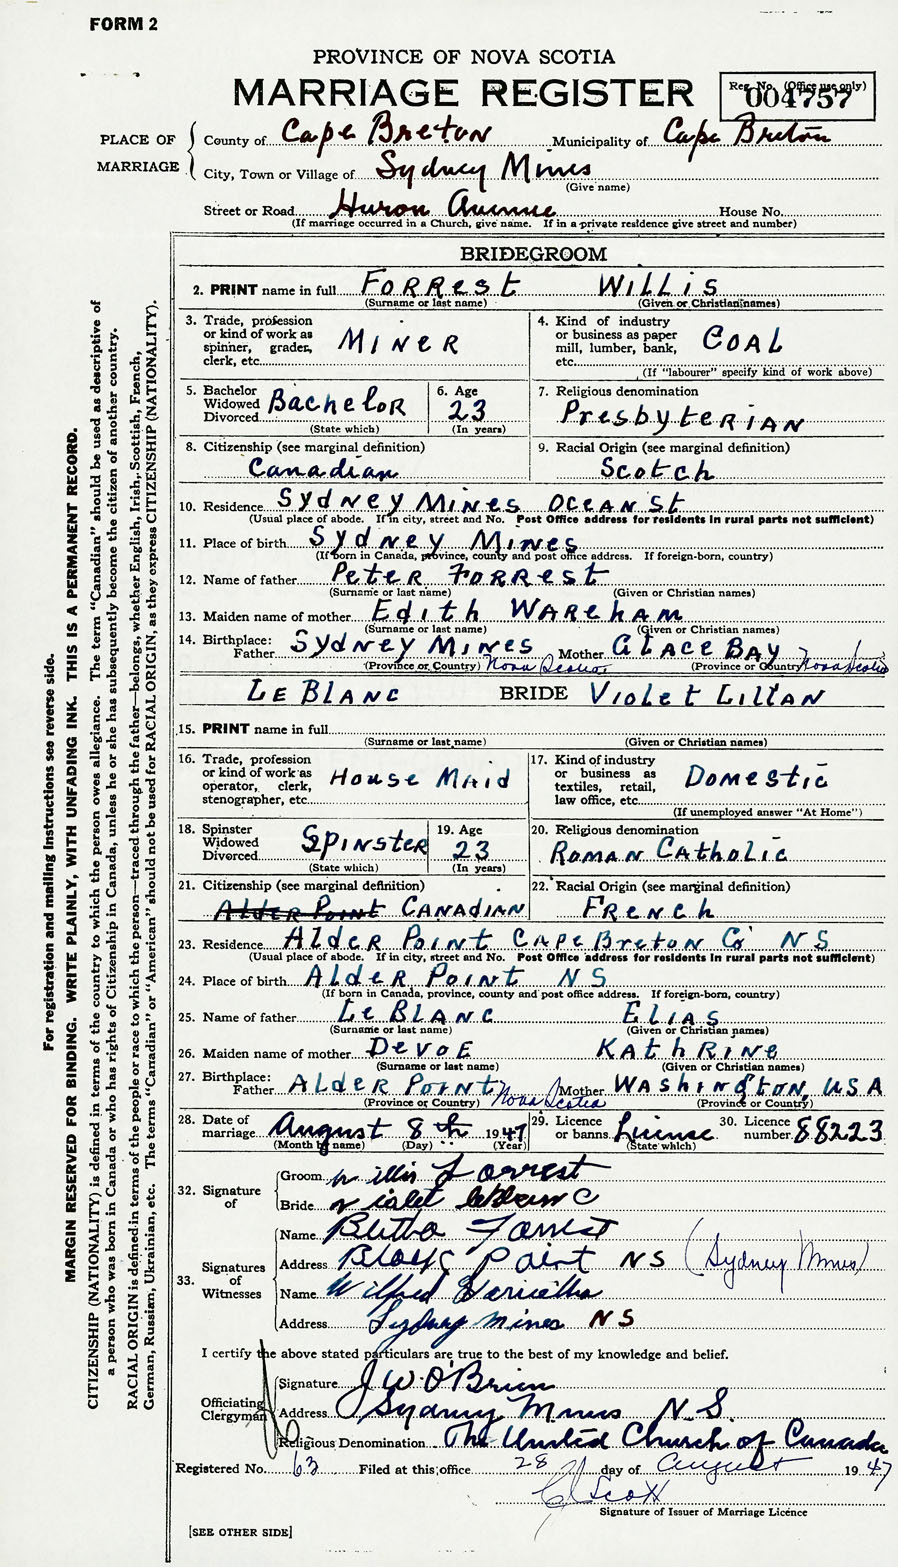 FORM 2
PROVINCE OF NOVA SCOTIA
MARRIAGE REGISTER
Reg. No. (Office use only)
004757
PLACE OF MARRIAGE
County of Cape Breton Municipality of Cape Breton
City, Town or Village of Sydney Mines
(Give name)
Street or Road Huron Avenue House No.
(If marriage occurred in a Church, give name. If in a private residence give street and number)
BRIDEGROOM
2. PRINT name in full Forrest Willis
(Surname or last name) (Given or Christian names)
3. Trade, profession or kind of work as spinner, grader, clerk, etc. Miner
4. Kind of industry or business as paper mill, lumber, bank, etc. Coal
(If "labourer" specify kind of work above)
5. Bachelor Widowed Divorced Bachelor
(State which)
6. Age 23
(In years)
7. Religious denomination
Presbyterian
8. Citizenship (see marginal definition)
Canadian
9. Racial Origin (see marginal definition)
Scotch
10. Residence Sydney Mines Ocean St
(Usual place of abode. If in city, street and No. Post Office address for residents in rural parts not sufficient)
11. Place of birth Sydney Mines
(If born in Canada, province, county and post office address. If foreign-born, country)
12. Name of father Peter Forrest
(Surname or last name) (Given or Christian names)
13. Maiden name of mother Edith Wareham
(Surname or last name) (Given or Christian names)
14. Birthplace: Father Sydney Mines Nova Scotia Mother Glace Bay Nova Scotia
(Province or Country) (Province or Country)
Le Blanc BRIDE Violet Lillan
15. PRINT name in full
(Surname or last name) (Given or Christian names)
16. Trade, profession or kind of work as operator, clerk, stenographer, etc. House Maid
17. Kind of industry or business as textiles, retail, law office, etc. Domestic
(If unemployed answer "At Home")
18. Spinster Widowed Divorced Spinster
(State which)
19. Age 23
(In years)
20. Religious denomination
Roman Catholic
21. Citizenship (see marginal definition)
Alder Point Canadian
22. Racial Origin (see marginal definition)
French
23. Residence Alder Point Cape Breton Co NS
(Usual place of abode. If in city, street and No. Post Office address for residents in rural parts not sufficient)
24. Place of birth Alder Point NS
(If born in Canada, province, county and post office address. If foreign-born, country)
25. Name of father Le Blanc Elias
(Surname or last name) (Given or Christian names)
26. Maiden name of mother Devoe Kathrine
(Surname or last name) (Given or Christian names)
27. Birthplace: Father Alder Point Nova Scotia Mother Washington, USA
(Province or Country) (Province or Country)
28. Date of marriage August 8th 1947
(Month by name) (Day) (Year)
29. Licence or banns License
(State which)
30. Licence number 88223
32. Signature of
Groom Willis Forrest
Bride Violet LeBlanc
33. Signatures of Witnesses
Name Forrest
Address Point NS (Sydney Mines)
Name Wilfred
Address Sydney Mines NS
I certify the above stated particulars are true to the best of my knowledge and belief.
Officiating Clergyman
Signature J W O'Brien
Address Sydney Mines N.S.
Religious Denomination The United Church of Canada
Registered No. 63 Filed at this office 28 day of August 1947
Scott
Signature of Issuer of Marriage Licence
[SEE OTHER SIDE]
For registration and mailing instructions see reverse side.
MARGIN RESERVED FOR BINDING. WRITE PLAINLY, WITH UNFADING INK. THIS IS A PERMANENT RECORD.
CITIZENSHIP (NATIONALITY) is defined in terms of the country to which the person owes allegiance. The term "Canadian" should be used as descriptive of
a person who was born in Canada or who has rights of Citizenship in Canada, unless he or she has subsequently become the citizen of another country.
RACIAL ORIGIN is defined in terms of the people or race to which the person—traced through the father—belongs, whether English, Irish, Scottish, French,
German, Russian, Ukrainian, etc. The terms "Canadian" or "American" should not be used for RACIAL ORIGIN, as they express CITIZENSHIP (NATIONALITY).